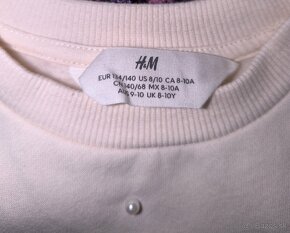 H&M
EUR 134/140 US 8/10 CA 8-10A
CN 140/68 MX 8-10A
AUS 9-10 UK 8-10Y